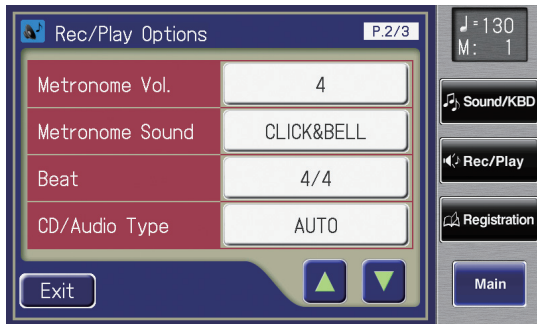 Rec/Play Options P.2/3
Metronome Vol. 4
Metronome Sound CLICK&BELL
Beat 4/4
CD/Audio Type AUTO
Exit
♩=130
M: 1
Sound/KBD
Rec/Play
Registration
Main